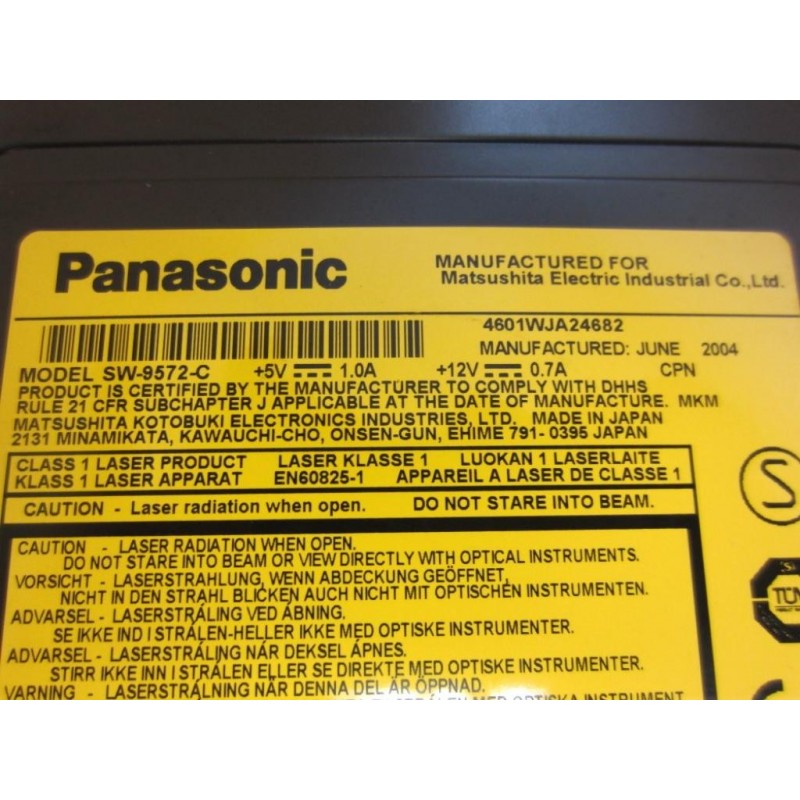 Panasonic
MANUFACTURED FOR
Matsushita Electric Industrial Co.,Ltd.
4601WJA24682
MANUFACTURED: JUNE 2004
MODEL SW-9572-C +5V 1.0A +12V 0.7A CPN
PRODUCT IS CERTIFIED BY THE MANUFACTURER TO COMPLY WITH DHHS
RULE 21 CFR SUBCHAPTER J APPLICABLE AT THE DATE OF MANUFACTURE. MKM
MATSUSHITA KOTOBUKI ELECTRONICS INDUSTRIES, LTD. MADE IN JAPAN
2131 MINAMIKATA, KAWAUCHI-CHO, ONSEN-GUN, EHIME 791- 0395 JAPAN
CLASS 1 LASER PRODUCT LASER KLASSE 1 LUOKAN 1 LASERLAITE
KLASS 1 LASER APPARAT EN60825-1 APPAREIL A LASER DE CLASSE 1
CAUTION - Laser radiation when open. DO NOT STARE INTO BEAM.
S
CAUTION - LASER RADIATION WHEN OPEN.
DO NOT STARE INTO BEAM OR VIEW DIRECTLY WITH OPTICAL INSTRUMENTS.
VORSICHT - LASERSTRAHLUNG, WENN ABDECKUNG GEÖFFNET,
NICHT IN DEN STRAHL BLICKEN AUCH NICHT MIT OPTISCHEN INSTRUMENTEN.
ADVARSEL - LASERSTRÅLING VED ÅBNING.
SE IKKE IND I STRÅLEN-HELLER IKKE MED OPTISKE INSTRUMENTER.
ADVARSEL - LASERSTRÅLING NÅR DEKSEL ÅPNES.
STIRR IKKE INN I STRÅLEN ELLER SE DIREKTE MED OPTISKE INSTRUMENTER.
VARNING - LASERSTRÅLNING NÄR DENNA DEL ÄR ÖPPNAD.
TÜV